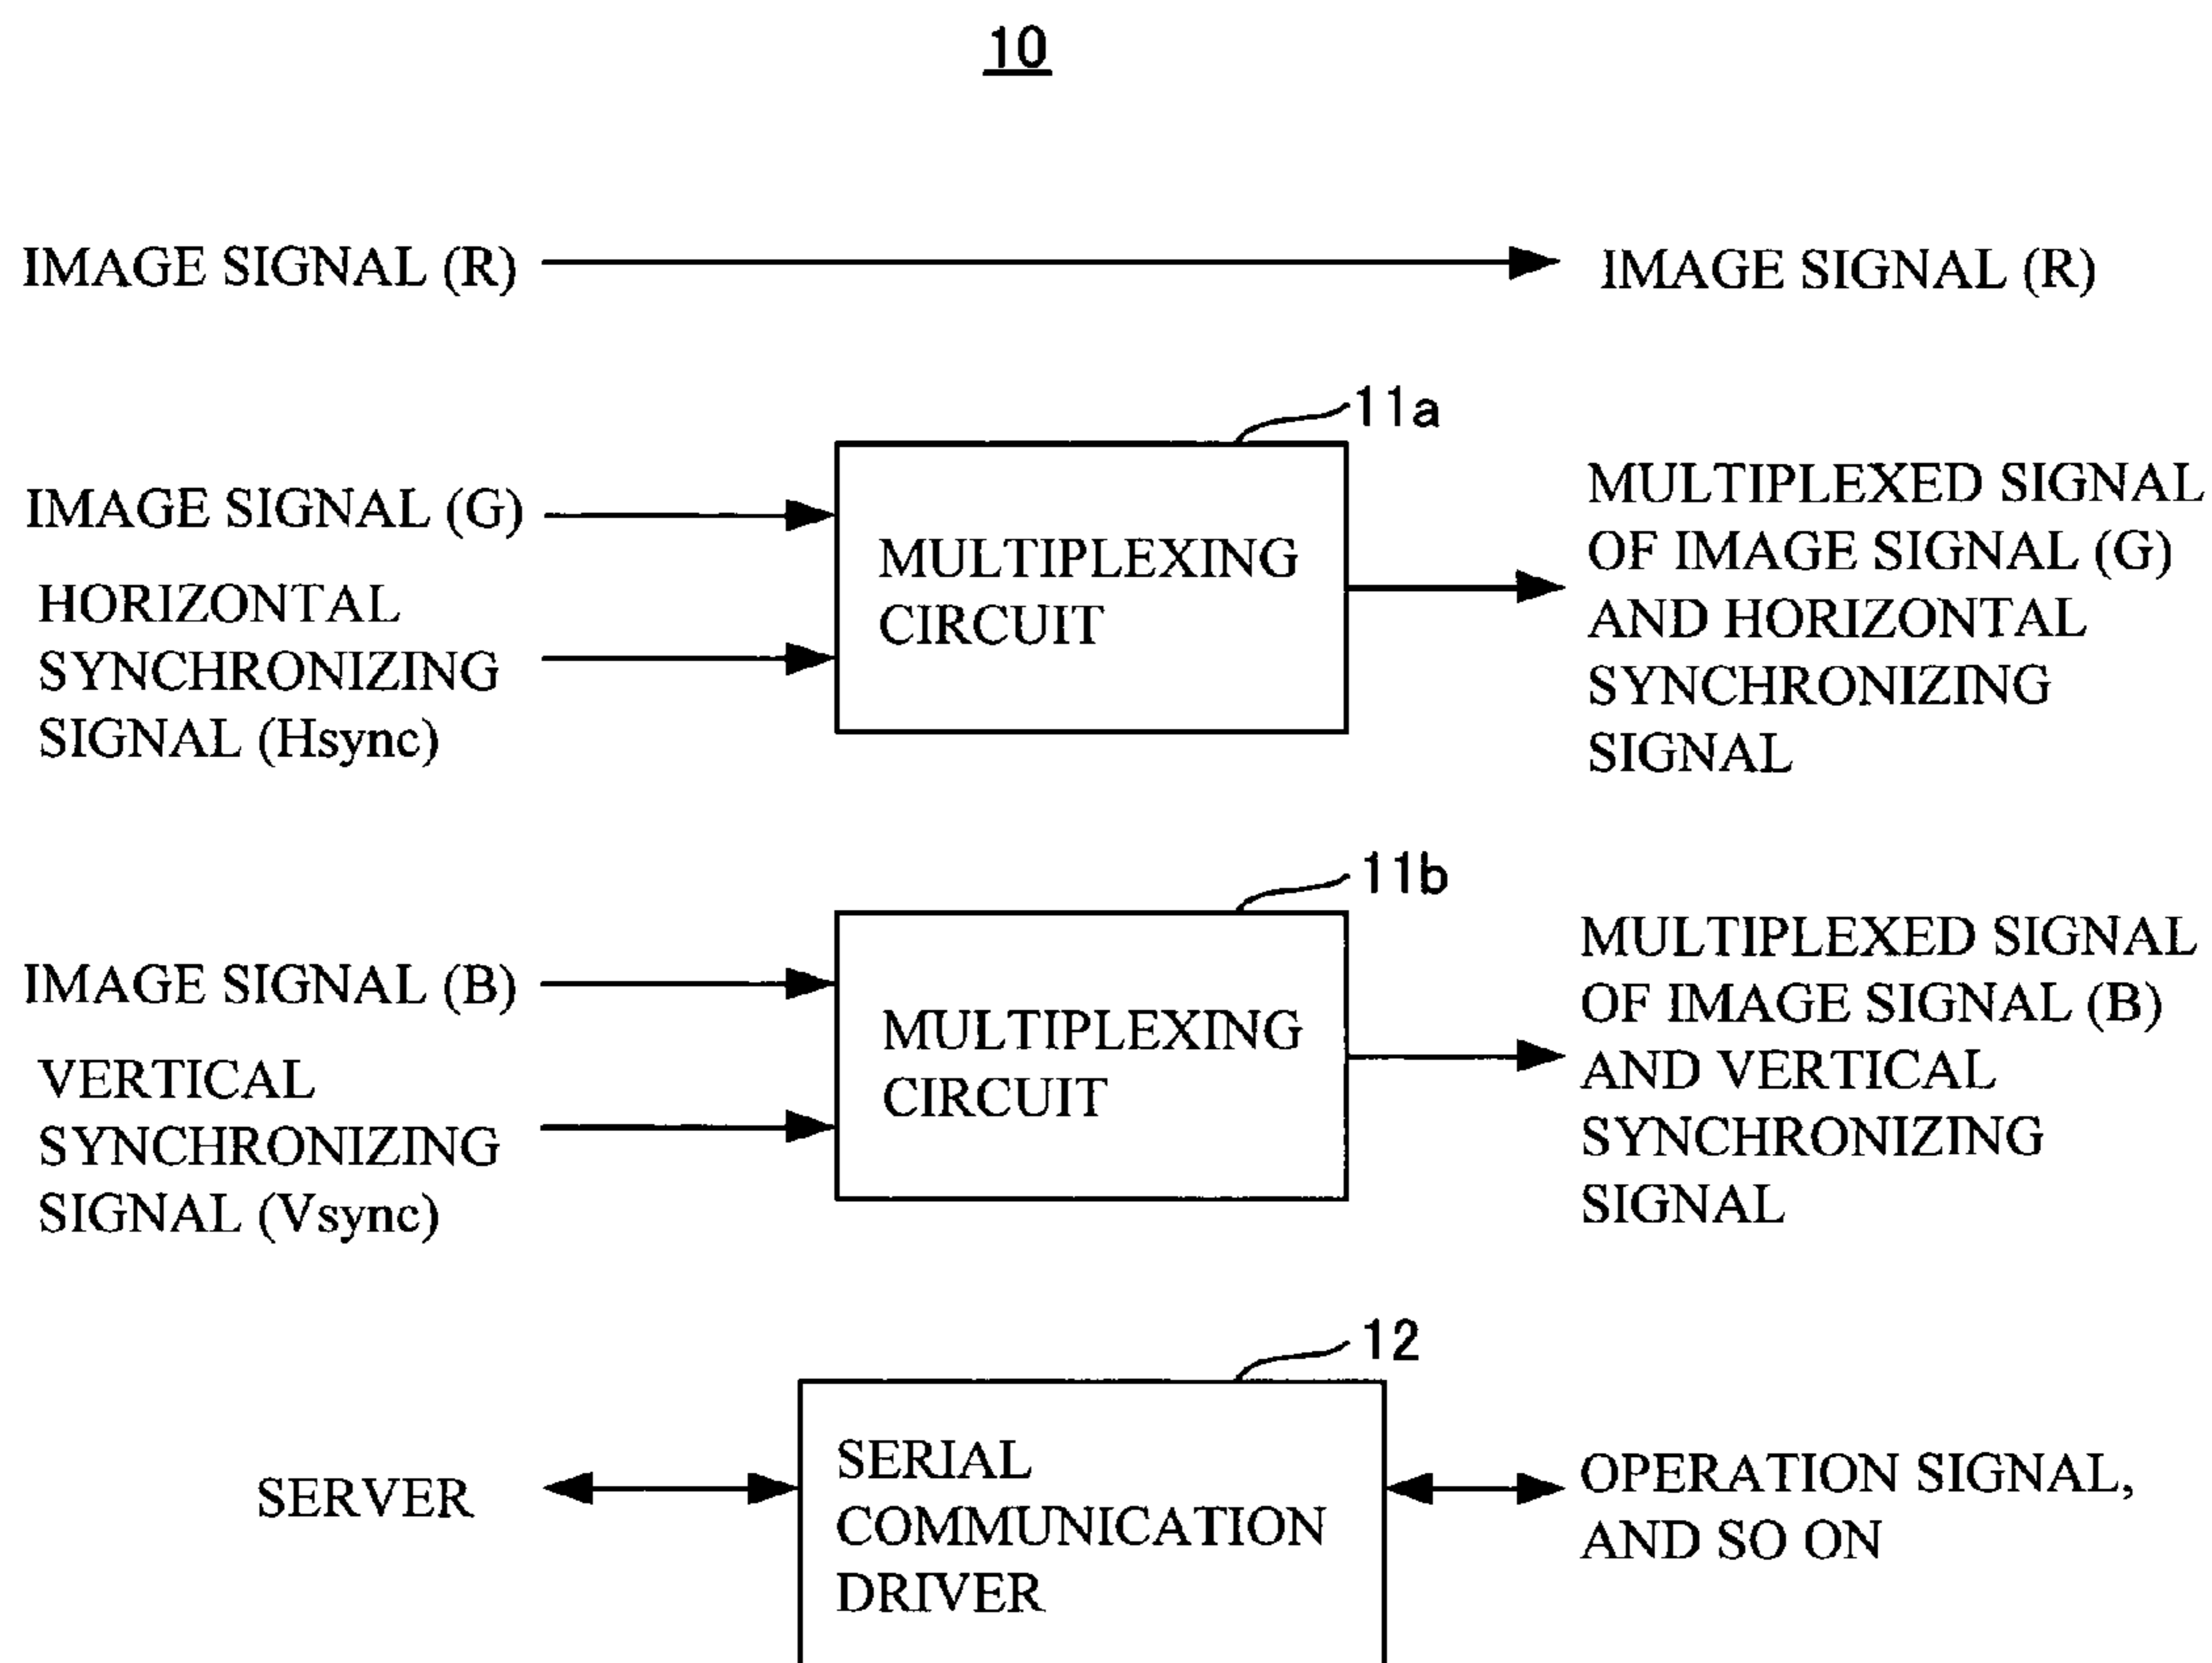 10
IMAGE SIGNAL (R)
IMAGE SIGNAL (R)
11a
IMAGE SIGNAL (G)
HORIZONTAL
SYNCHRONIZING
SIGNAL (Hsync)
MULTIPLEXING
CIRCUIT
MULTIPLEXED SIGNAL
OF IMAGE SIGNAL (G)
AND HORIZONTAL
SYNCHRONIZING
SIGNAL
11b
IMAGE SIGNAL (B)
VERTICAL
SYNCHRONIZING
SIGNAL (Vsync)
MULTIPLEXING
CIRCUIT
MULTIPLEXED SIGNAL
OF IMAGE SIGNAL (B)
AND VERTICAL
SYNCHRONIZING
SIGNAL
12
SERVER
SERIAL
COMMUNICATION
DRIVER
OPERATION SIGNAL,
AND SO ON